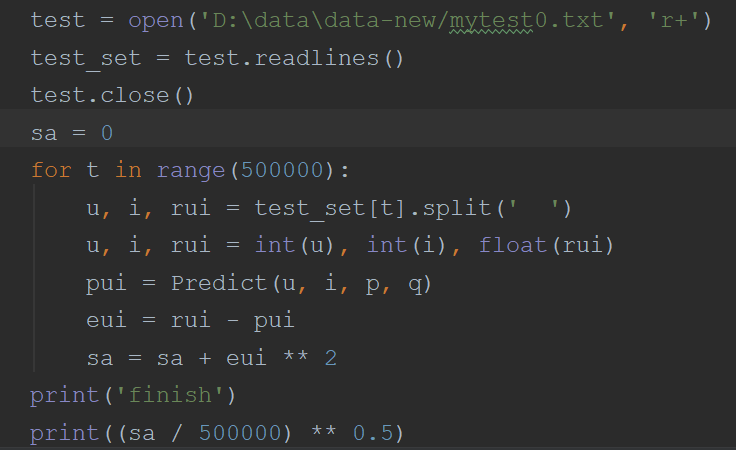 test = open('D:\data\data-new/mytest0.txt', 'r+')
test_set = test.readlines()
test.close()
sa = 0
for t in range(500000):
    u, i, rui = test_set[t].split('  ')
    u, i, rui = int(u), int(i), float(rui)
    pui = Predict(u, i, p, q)
    eui = rui - pui
    sa = sa + eui ** 2
print('finish')
print((sa / 500000) ** 0.5)